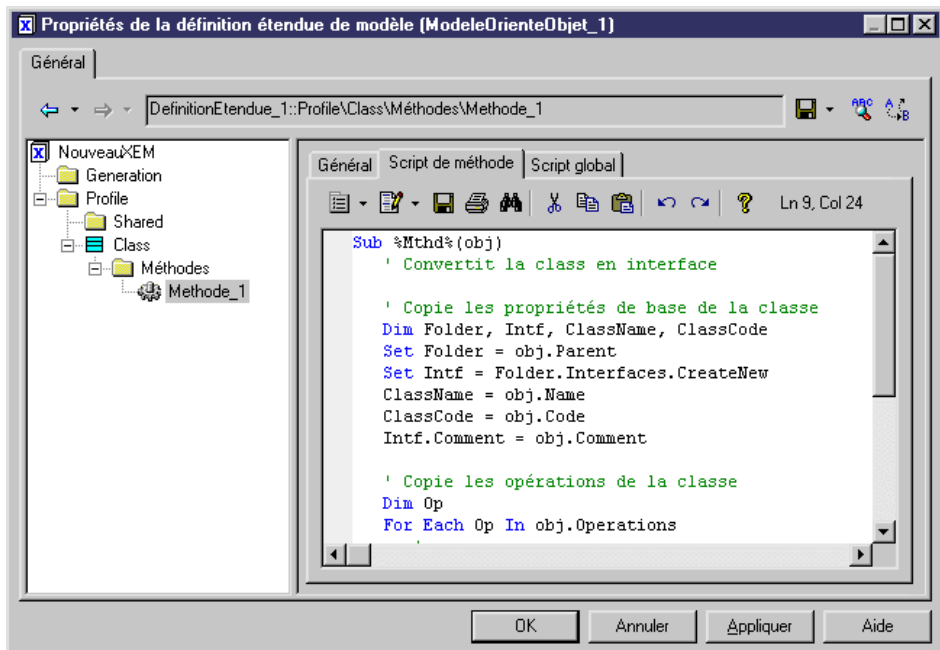 Propriétés de la définition étendue de modèle (ModeleOrienteObjet_1)
Général
DefinitionEtendue_1::Profile\Class\Méthodes\Methode_1
ABC
A
B
NouveauXEM
Generation
Profile
Shared
Class
Méthodes
Methode_1
Général Script de méthode Script global
Ln 9, Col 24
Sub %Mthd%(obj)
' Convertit la class en interface
' Copie les propriétés de base de la classe
Dim Folder, Intf, ClassName, ClassCode
Set Folder = obj.Parent
Set Intf = Folder.Interfaces.CreateNew
ClassName = obj.Name
ClassCode = obj.Code
Intf.Comment = obj.Comment
' Copie les opérations de la classe
Dim Op
For Each Op In obj.Operations
OK Annuler Appliquer Aide